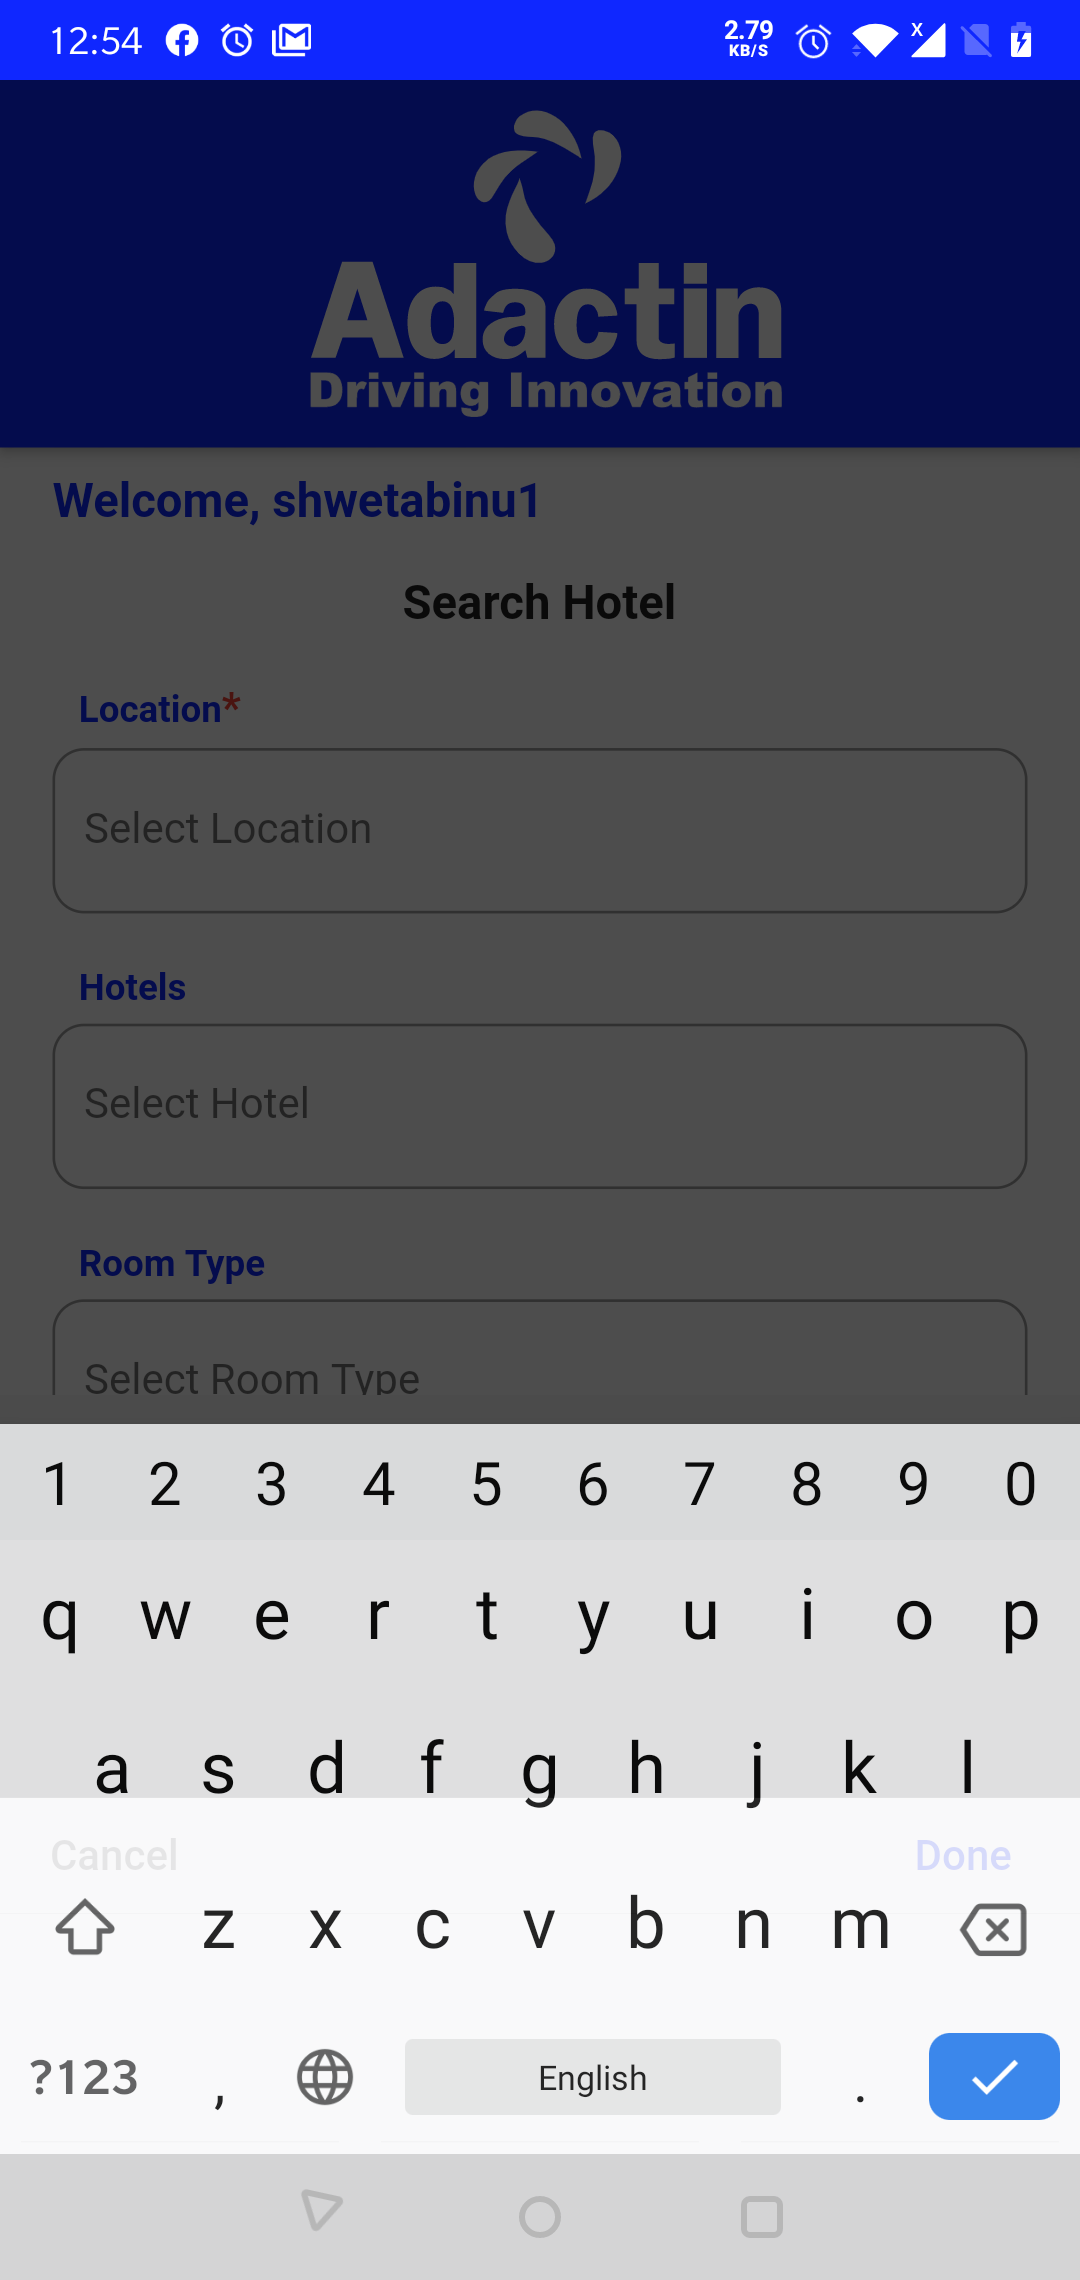 12:54
2.79
KB/S
Adactin
Driving Innovation
Welcome, shwetabinu1
Search Hotel
Location*
Select Location
Hotels
Select Hotel
Room Type
Select Room Type
1 2 3 4 5 6 7 8 9 0
q w e r t y u i o p
a s d f g h j k l
Cancel Done
z x c v b n m
?123 , English .